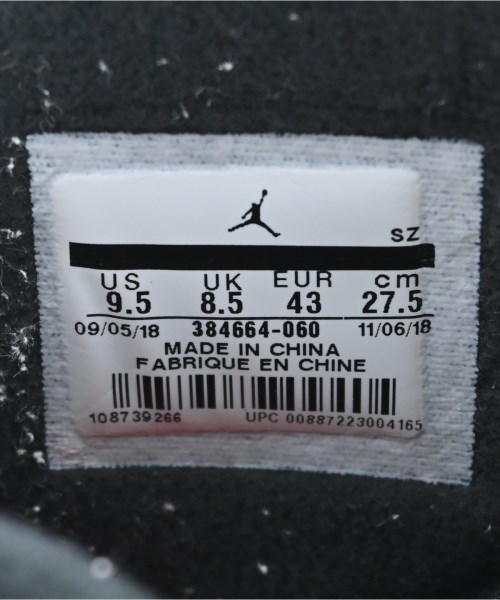 SZ
US UK EUR cm
9.5 8.5 43 27.5
09/05/18 384664-060 11/06/18
MADE IN CHINA
FABRIQUE EN CHINE
108739266 UPC 00887223004165